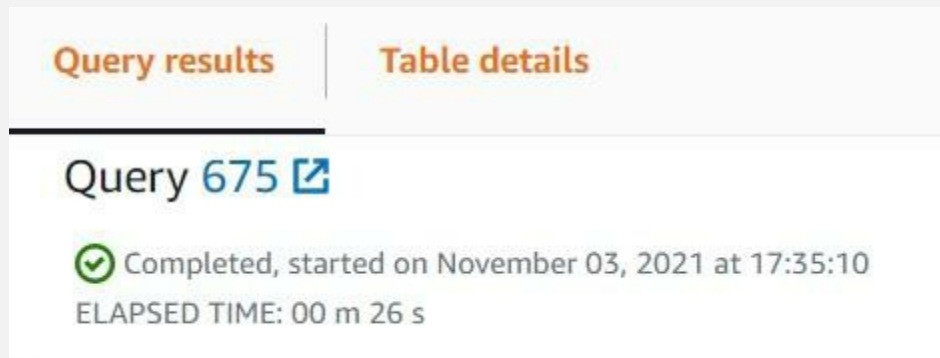 Query results
Table details
Query 675
Completed, started on November 03, 2021 at 17:35:10
ELAPSED TIME: 00 m 26 s